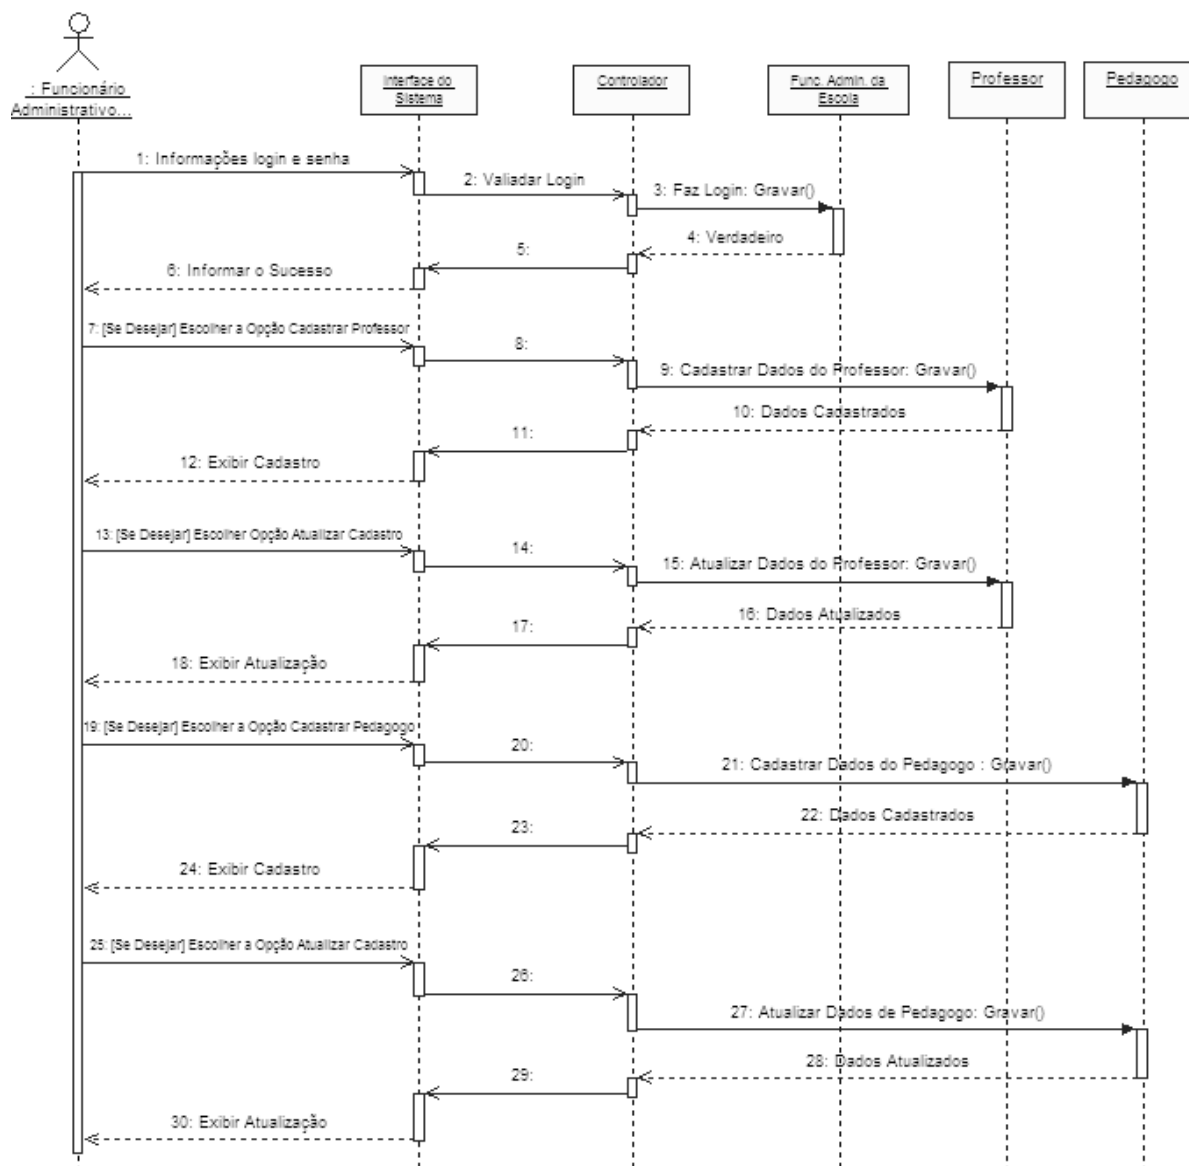 : Funcionário
Administrativo...
Interface do
Sistema
Controlador
Func. Admin. da
Escola
Professor
Pedagogo
1: Informações login e senha
2: Valiadar Login
3: Faz Login: Gravar()
4: Verdadeiro
5:
6: Informar o Sucesso
7: [Se Desejar] Escolher a Opção Cadastrar Professor
8:
9: Cadastrar Dados do Professor: Gravar()
10: Dados Cadastrados
11:
12: Exibir Cadastro
13: [Se Desejar] Escolher Opção Atualizar Cadastro
14:
15: Atualizar Dados do Professor: Gravar()
16: Dados Atualizados
17:
18: Exibir Atualização
19: [Se Desejar] Escolher a Opção Cadastrar Pedagogo
20:
21: Cadastrar Dados do Pedagogo : Gravar()
22: Dados Cadastrados
23:
24: Exibir Cadastro
25: [Se Desejar] Escolher a Opção Atualizar Cadastro
26:
27: Atualizar Dados de Pedagogo: Gravar()
28: Dados Atualizados
29:
30: Exibir Atualização